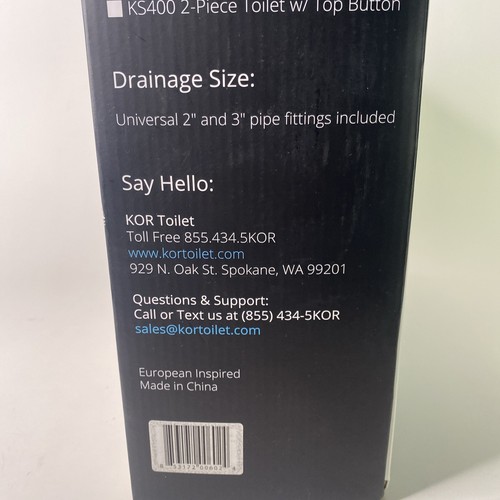 KS400 2-Piece Toilet w/ Top Button
Drainage Size:
Universal 2" and 3" pipe fittings included
Say Hello:
KOR Toilet
Toll Free 855.434.5KOR
www.kortoilet.com
929 N. Oak St. Spokane, WA 99201
Questions & Support:
Call or Text us at (855) 434-5KOR
sales@kortoilet.com
European Inspired
Made in China